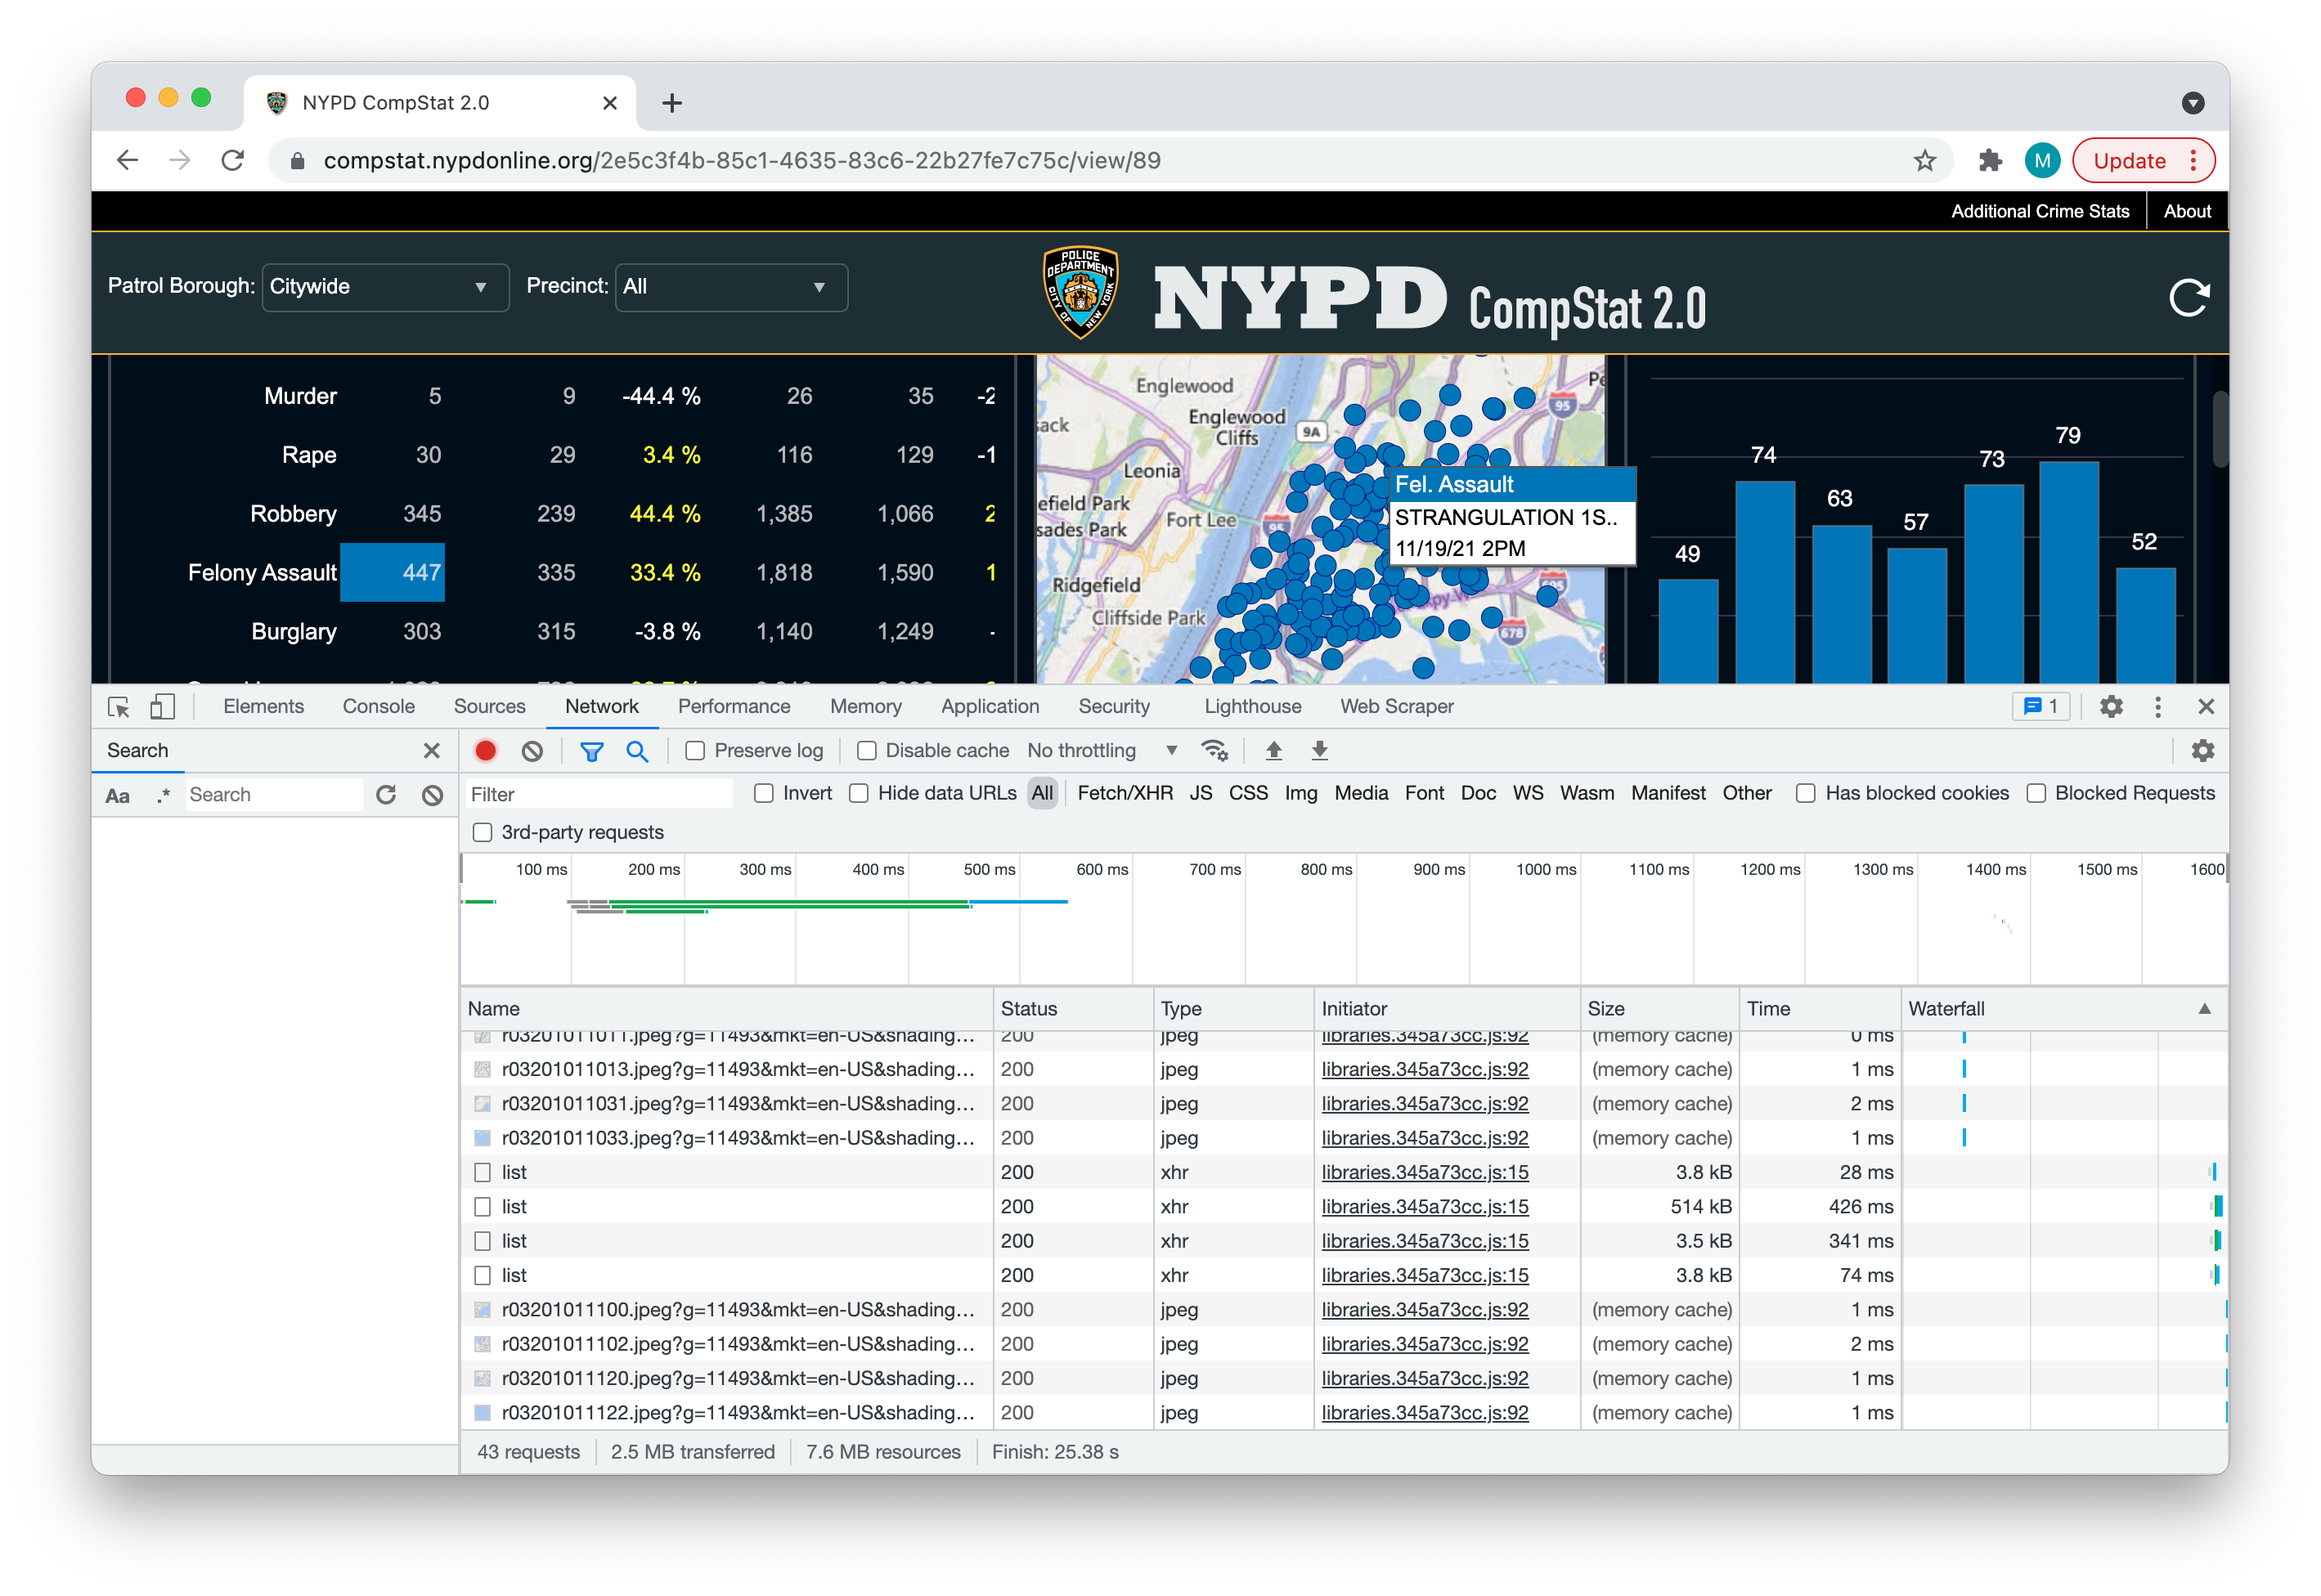 NYPD CompStat 2.0
compstat.nypdonline.org/2e5c3f4b-85c1-4635-83c6-22b27fe7c75c/view/89
M
Update
Additional Crime Stats
About
Patrol Borough: Citywide
Precinct: All
POLICE DEPARTMENT
CITY OF NEW YORK
NYPD CompStat 2.0
Murder 5 9 -44.4 % 26 35 -2
Rape 30 29 3.4 % 116 129 -1
Robbery 345 239 44.4 % 1,385 1,066 2
Felony Assault 447 335 33.4 % 1,818 1,590 1
Burglary 303 315 -3.8 % 1,140 1,249 -
Englewood
Englewood
Cliffs
9A
95
Pe
sack
Leonia
efield Park
sades Park
Fort Lee
95
Ridgefield
Cliffside Park
695
678
Fel. Assault
STRANGULATION 1S..
11/19/21 2PM
49
74
63
57
73
79
52
Elements Console Sources Network Performance Memory Application Security Lighthouse Web Scraper 1
Search
Preserve log Disable cache No throttling
Aa .* Search
Filter Invert Hide data URLs All Fetch/XHR JS CSS Img Media Font Doc WS Wasm Manifest Other Has blocked cookies Blocked Requests
3rd-party requests
100 ms 200 ms 300 ms 400 ms 500 ms 600 ms 700 ms 800 ms 900 ms 1000 ms 1100 ms 1200 ms 1300 ms 1400 ms 1500 ms 1600
Name Status Type Initiator Size Time Waterfall
r03201011011.jpeg?g=11493&mkt=en-US&shading... 200 jpeg libraries.345a73cc.js:92 (memory cache) 0 ms
r03201011013.jpeg?g=11493&mkt=en-US&shading... 200 jpeg libraries.345a73cc.js:92 (memory cache) 1 ms
r03201011031.jpeg?g=11493&mkt=en-US&shading... 200 jpeg libraries.345a73cc.js:92 (memory cache) 2 ms
r03201011033.jpeg?g=11493&mkt=en-US&shading... 200 jpeg libraries.345a73cc.js:92 (memory cache) 1 ms
list 200 xhr libraries.345a73cc.js:15 3.8 kB 28 ms
list 200 xhr libraries.345a73cc.js:15 514 kB 426 ms
list 200 xhr libraries.345a73cc.js:15 3.5 kB 341 ms
list 200 xhr libraries.345a73cc.js:15 3.8 kB 74 ms
r03201011100.jpeg?g=11493&mkt=en-US&shading... 200 jpeg libraries.345a73cc.js:92 (memory cache) 1 ms
r03201011102.jpeg?g=11493&mkt=en-US&shading... 200 jpeg libraries.345a73cc.js:92 (memory cache) 2 ms
r03201011120.jpeg?g=11493&mkt=en-US&shading... 200 jpeg libraries.345a73cc.js:92 (memory cache) 1 ms
r03201011122.jpeg?g=11493&mkt=en-US&shading... 200 jpeg libraries.345a73cc.js:92 (memory cache) 1 ms
43 requests 2.5 MB transferred 7.6 MB resources Finish: 25.38 s